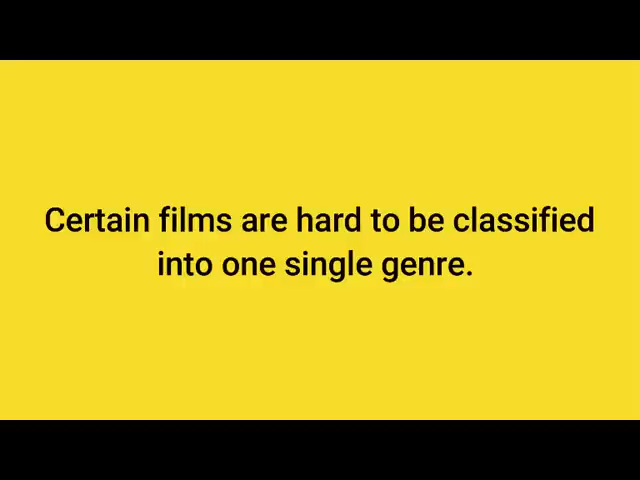 Certain films are hard to be classified
into one single genre.